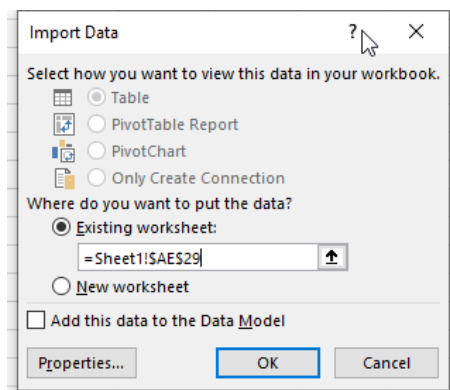 Import Data ?
Select how you want to view this data in your workbook.
Table
PivotTable Report
PivotChart
Only Create Connection
Where do you want to put the data?
Existing worksheet:
=Sheet1!$AE$29
New worksheet
Add this data to the Data Model
Properties... OK Cancel